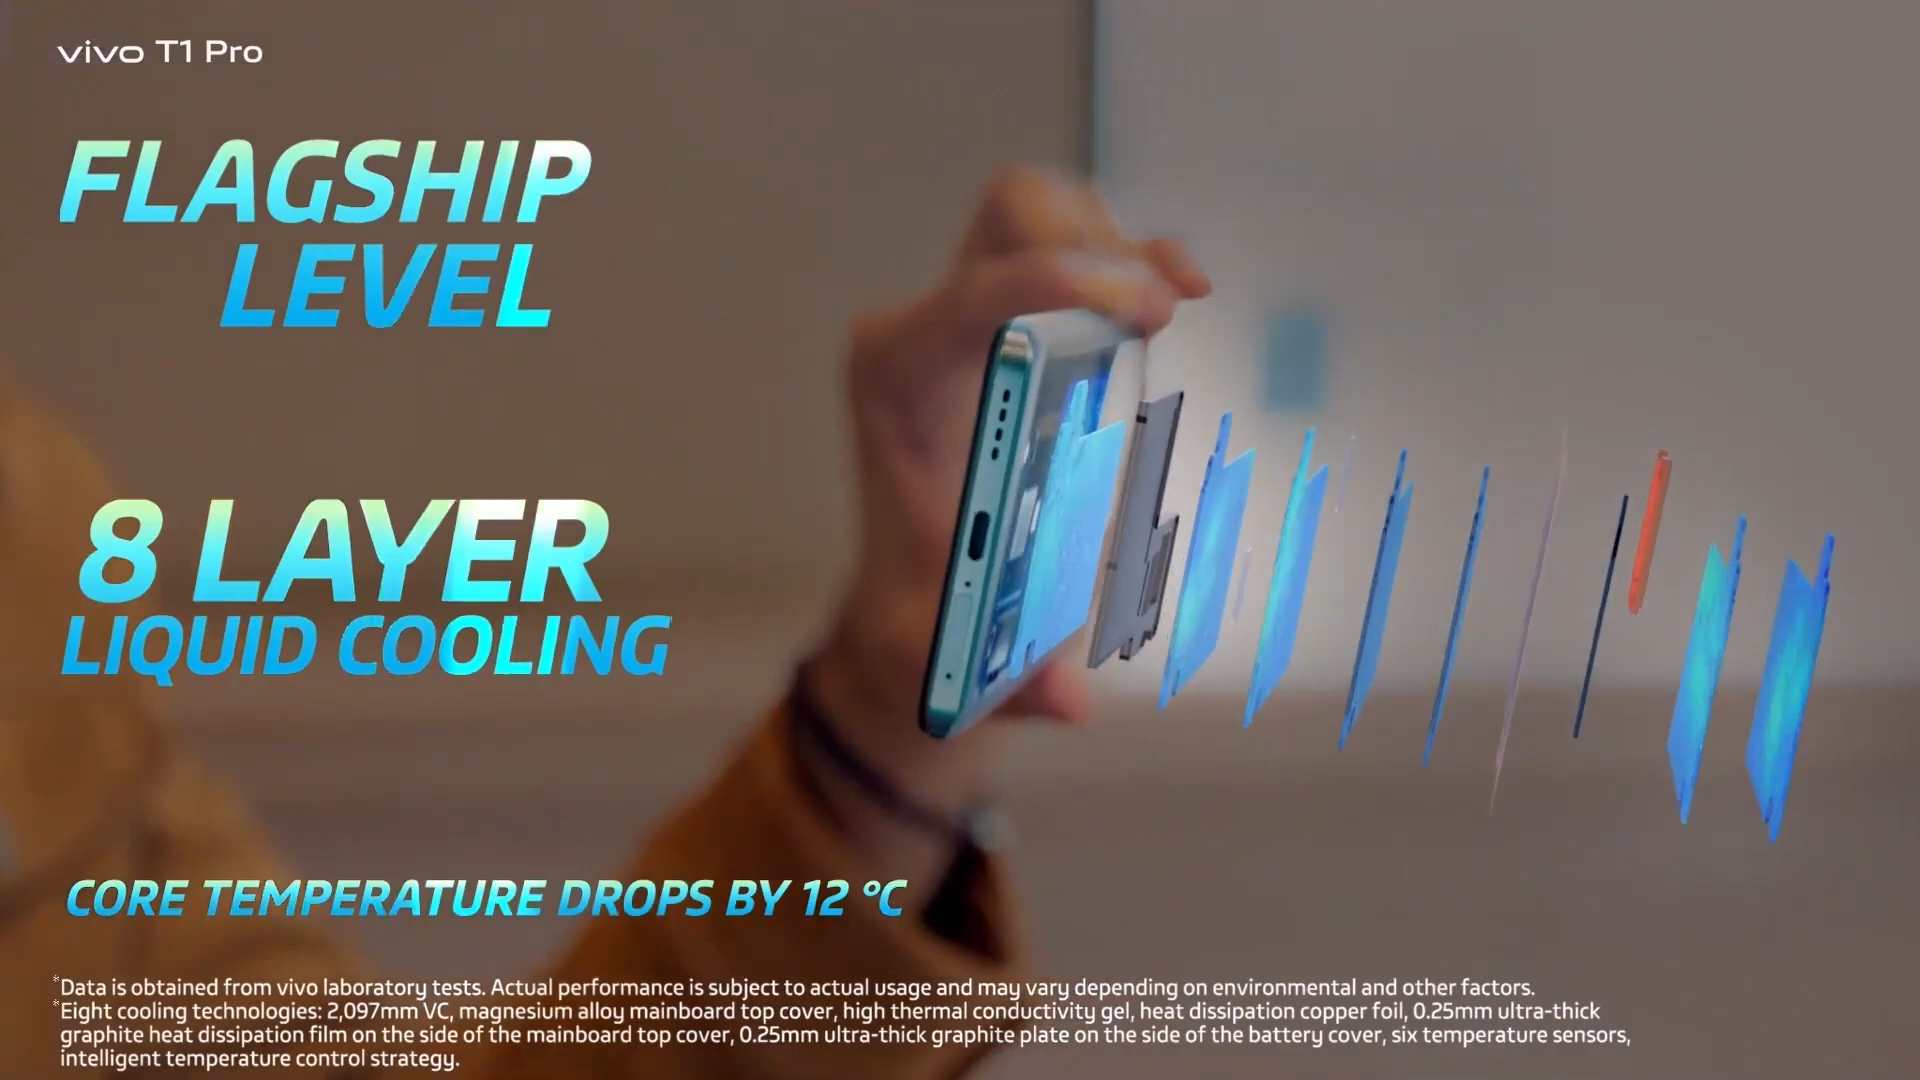 vivo T1 Pro
FLAGSHIP
LEVEL
8 LAYER
LIQUID COOLING
CORE TEMPERATURE DROPS BY 12 °C
*Data is obtained from vivo laboratory tests. Actual performance is subject to actual usage and may vary depending on environmental and other factors.
*Eight cooling technologies: 2,097mm VC, magnesium alloy mainboard top cover, high thermal conductivity gel, heat dissipation copper foil, 0.25mm ultra-thick
graphite heat dissipation film on the side of the mainboard top cover, 0.25mm ultra-thick graphite plate on the side of the battery cover, six temperature sensors,
intelligent temperature control strategy.